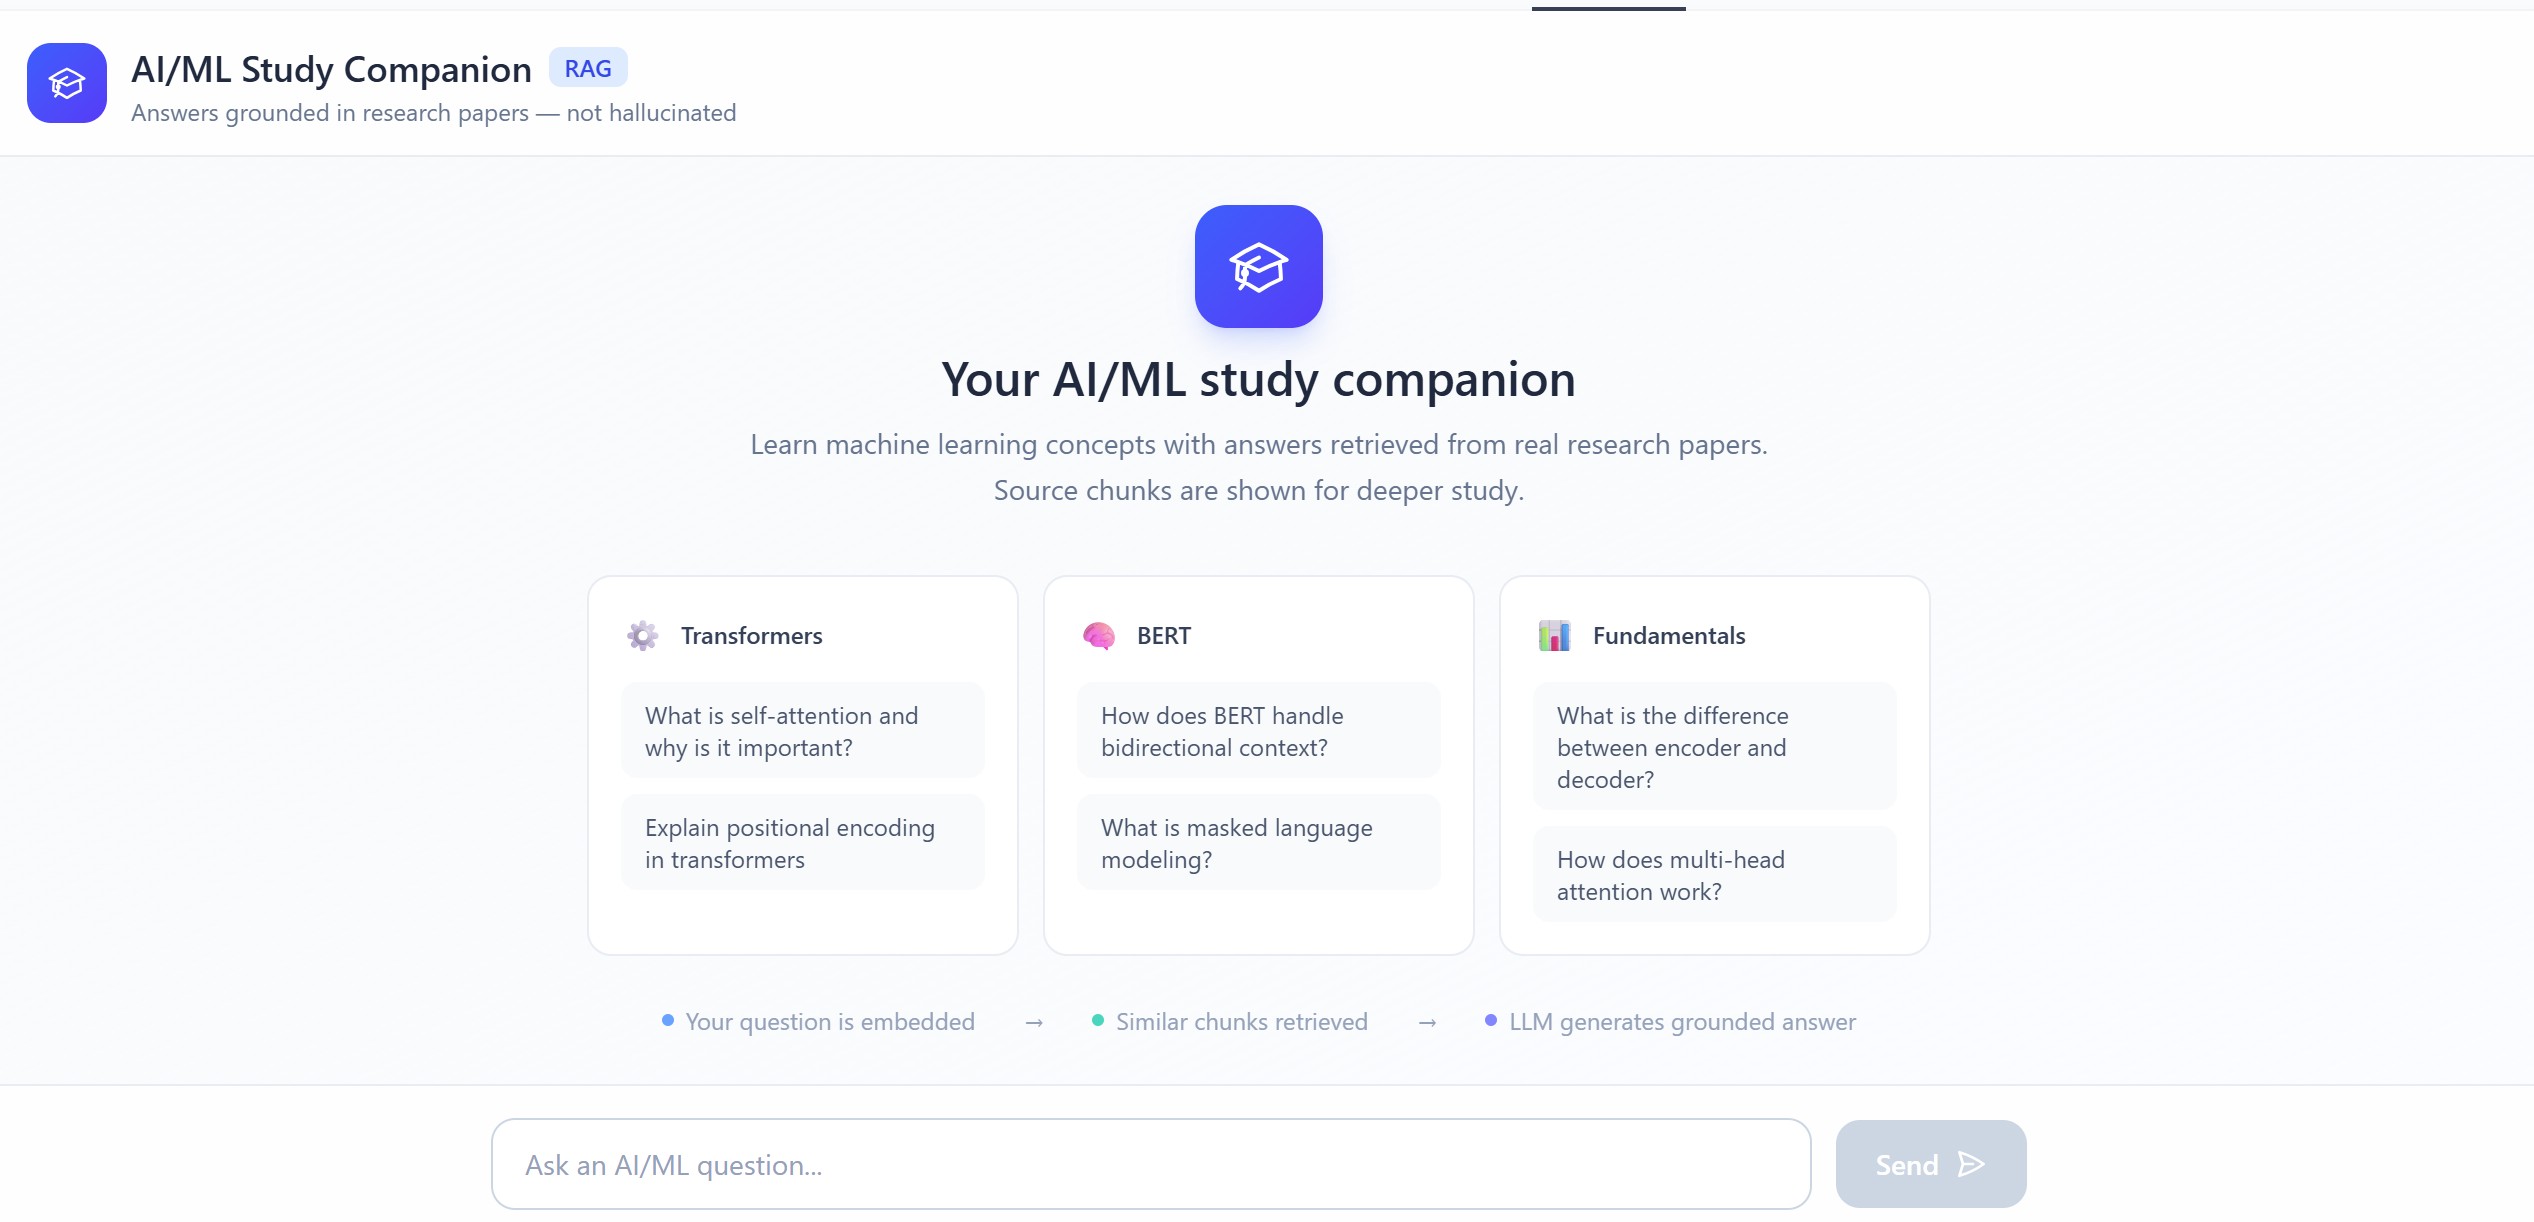 AI/ML Study Companion RAG
Answers grounded in research papers — not hallucinated
Your AI/ML study companion
Learn machine learning concepts with answers retrieved from real research papers.
Source chunks are shown for deeper study.
Transformers
What is self-attention and
why is it important?
Explain positional encoding
in transformers
BERT
How does BERT handle
bidirectional context?
What is masked language
modeling?
Fundamentals
What is the difference
between encoder and
decoder?
How does multi-head
attention work?
Your question is embedded → Similar chunks retrieved → LLM generates grounded answer
Ask an AI/ML question...
Send